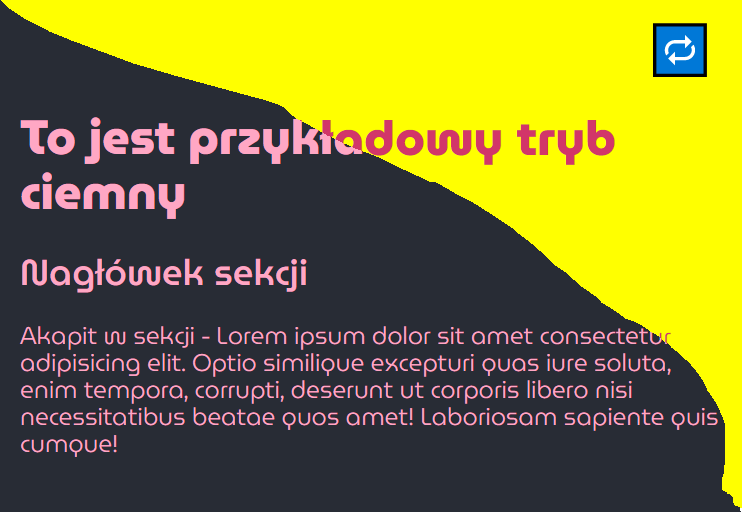 To jest przykładowy tryb
ciemny
Nagłówek sekcji
Akapit w sekcji - Lorem ipsum dolor sit amet consectetur
adipisicing elit. Optio similique excepturi quas iure soluta,
enim tempora, corrupti, deserunt ut corporis libero nisi
necessitatibus beatae quos amet! Laboriosam sapiente quis
cumque!